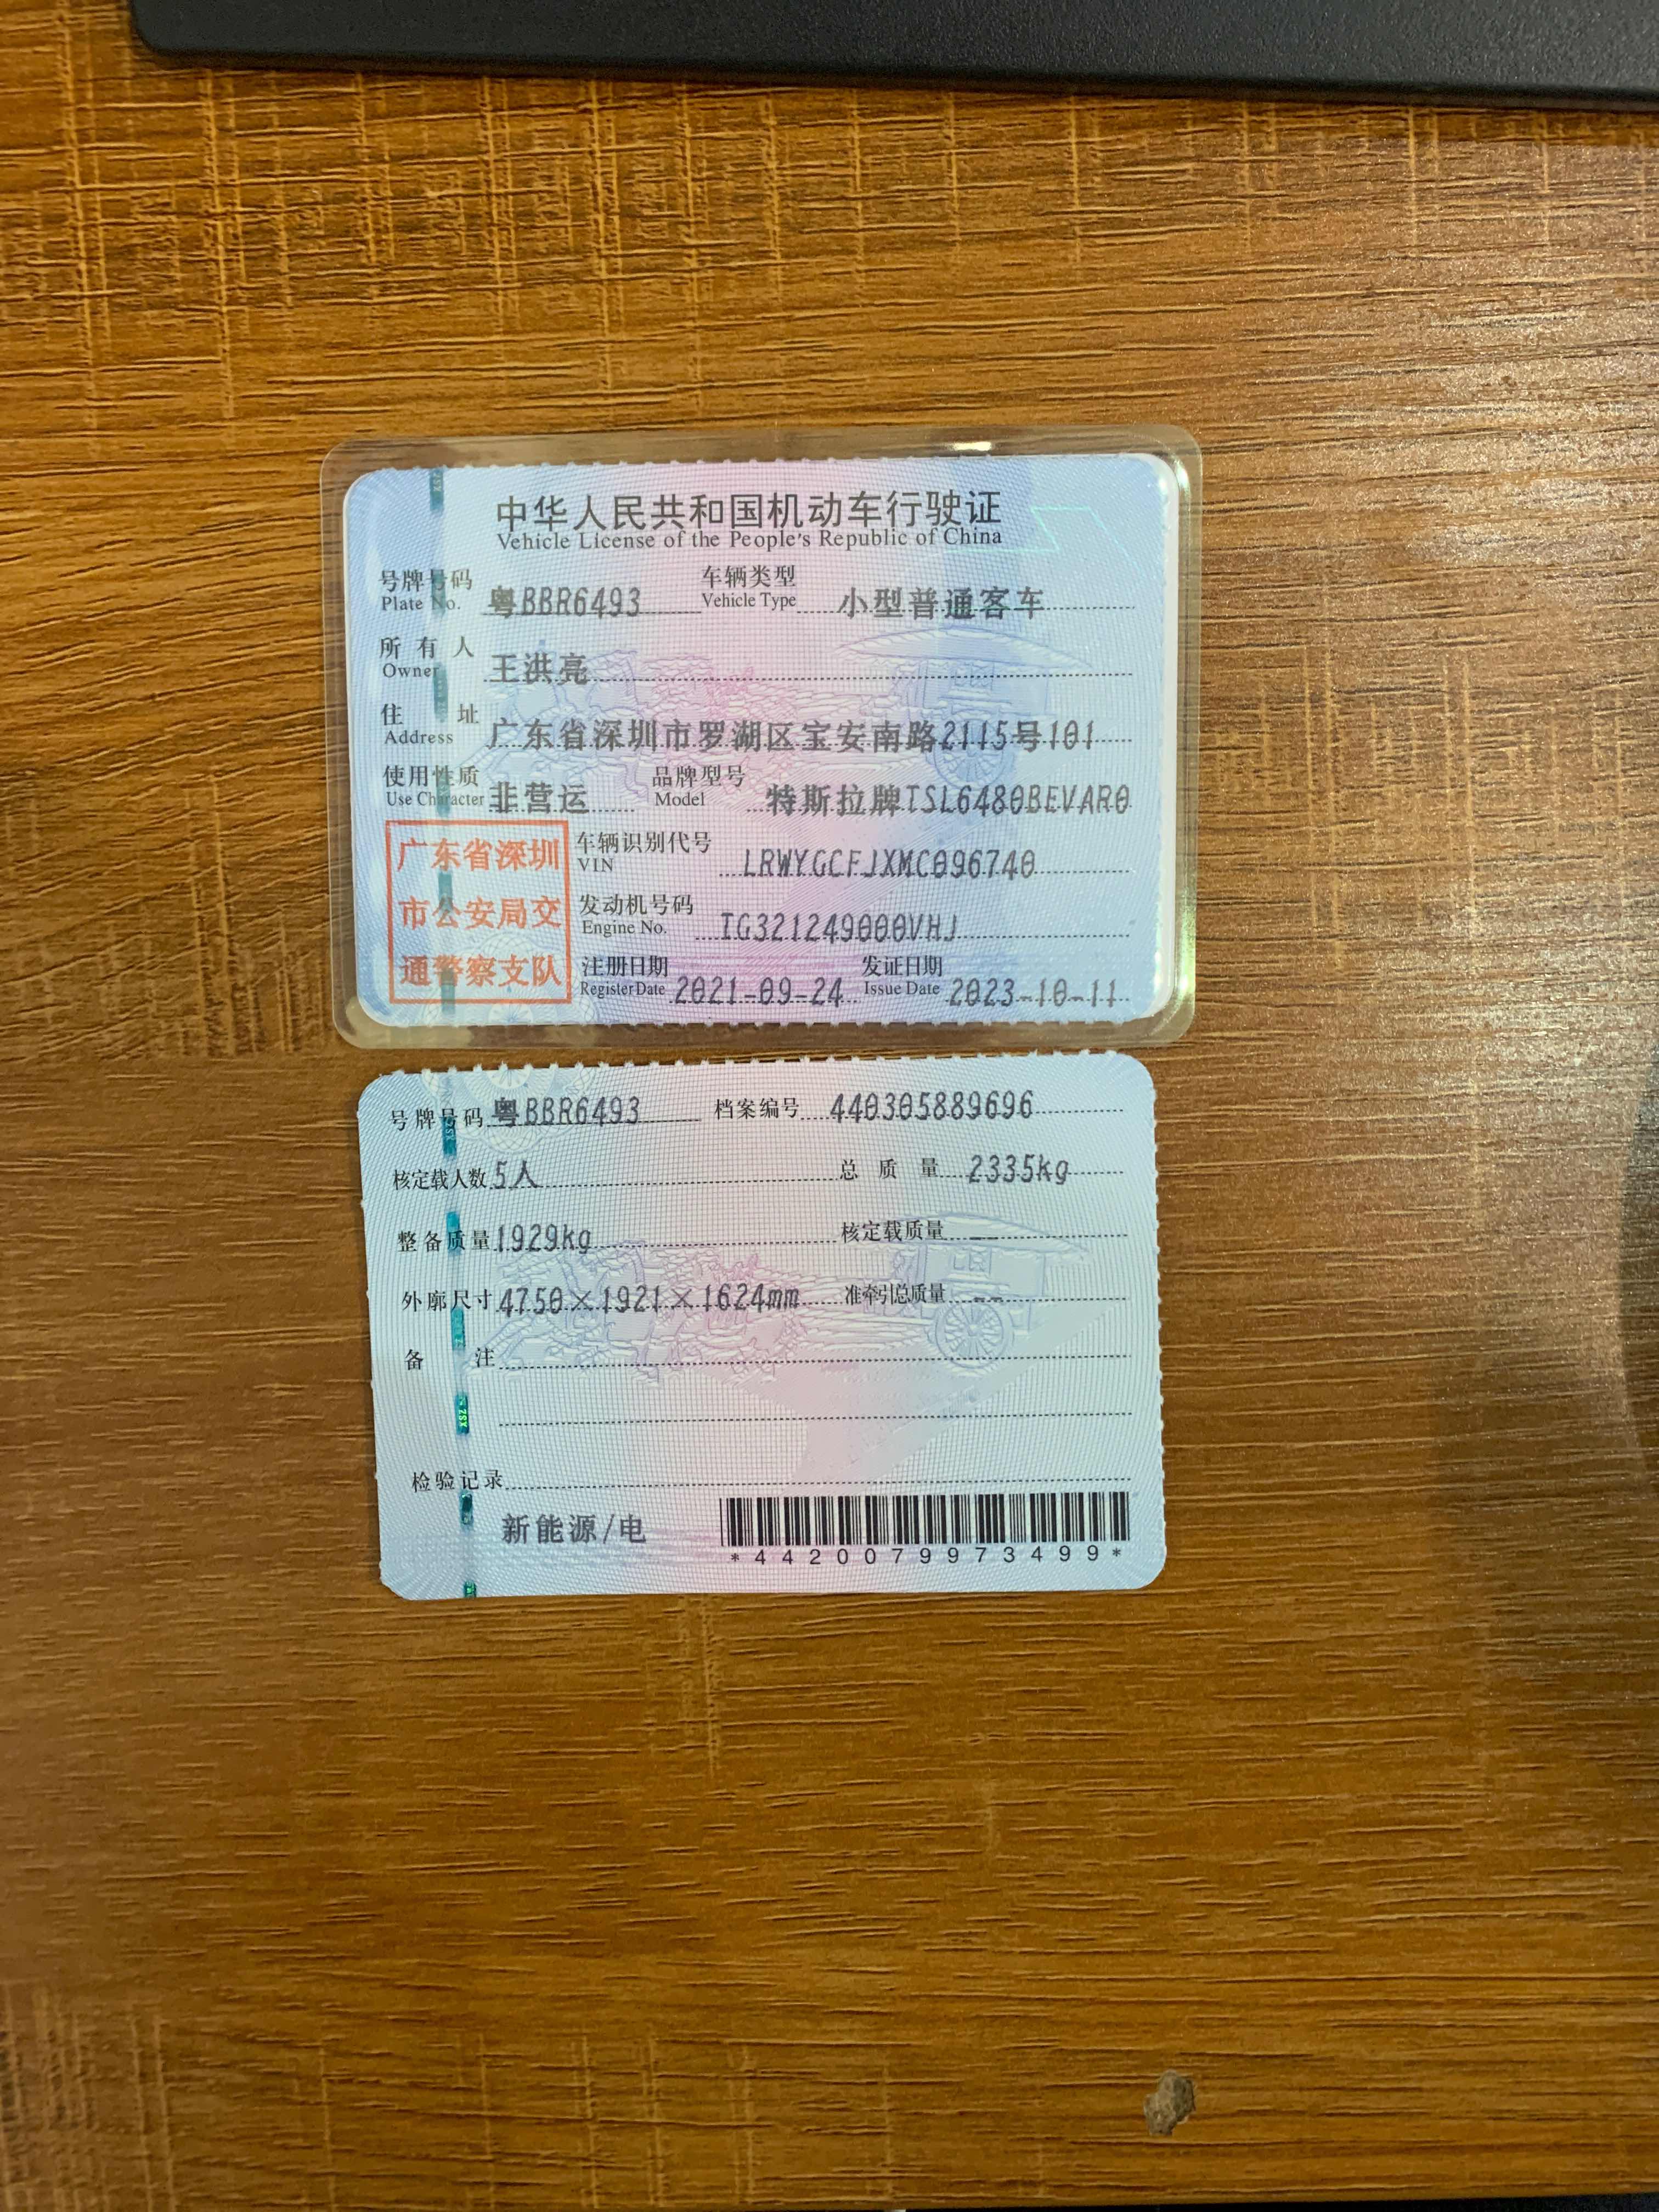 中华人民共和国机动车行驶证
Vehicle License of the People's Republic of China
号牌号码 粤BBR6493 车辆类型 小型普通客车
Plate No. Vehicle Type
所有人 王洪亮
Owner
住址 广东省深圳市罗湖区宝安南路2115号101
Address
使用性质 非营运 品牌型号 特斯拉牌TSL6480BEVAR0
Use Character Model
广东省深圳
市公安局交
通警察支队
车辆识别代号 LRWYGCFJXMC096740
VIN
发动机号码 IG321249000VHJ
Engine No.
注册日期 2021-09-24 发证日期 2023-10-11
Register Date Issue Date
号牌号码 粤BBR6493 档案编号 440305889696
核定载人数 5人 总质量 2335kg
整备质量 1929kg 核定载质量 --
外廓尺寸 4750×1921×1624mm 准牵引总质量 --
备注
检验记录
新能源/电
*4420079973499*